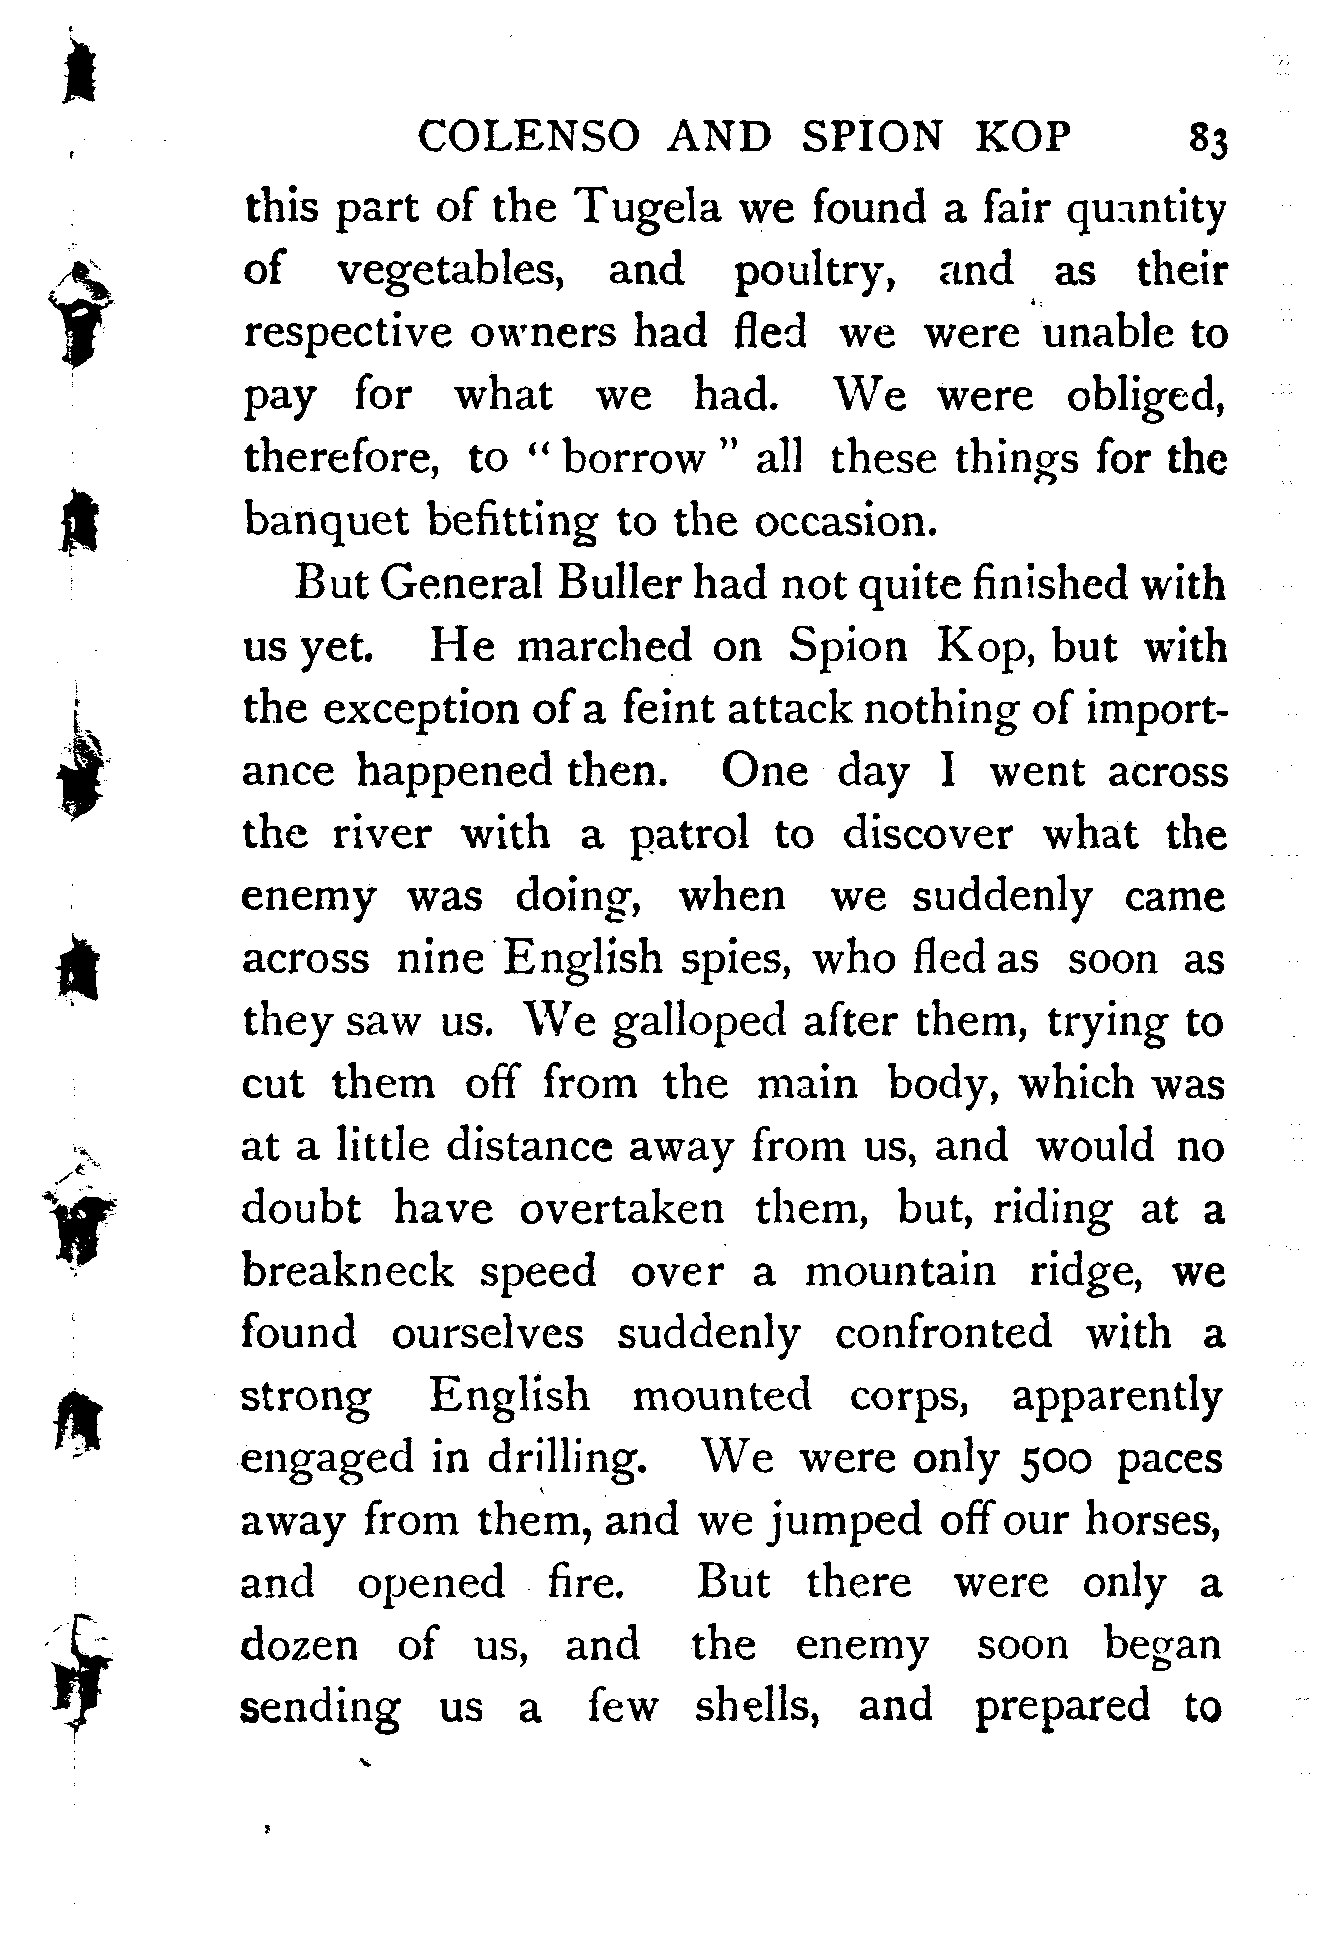 COLENSO AND SPION KOP 83
this part of the Tugela we found a fair quantity
of vegetables, and poultry, and as their
respective owners had fled we were unable to
pay for what we had. We were obliged,
therefore, to “ borrow ” all these things for the
banquet befitting to the occasion.
But General Buller had not quite finished with
us yet. He marched on Spion Kop, but with
the exception of a feint attack nothing of import-
ance happened then. One day I went across
the river with a patrol to discover what the
enemy was doing, when we suddenly came
across nine English spies, who fled as soon as
they saw us. We galloped after them, trying to
cut them off from the main body, which was
at a little distance away from us, and would no
doubt have overtaken them, but, riding at a
breakneck speed over a mountain ridge, we
found ourselves suddenly confronted with a
strong English mounted corps, apparently
engaged in drilling. We were only 500 paces
away from them, and we jumped off our horses,
and opened fire. But there were only a
dozen of us, and the enemy soon began
sending us a few shells, and prepared to